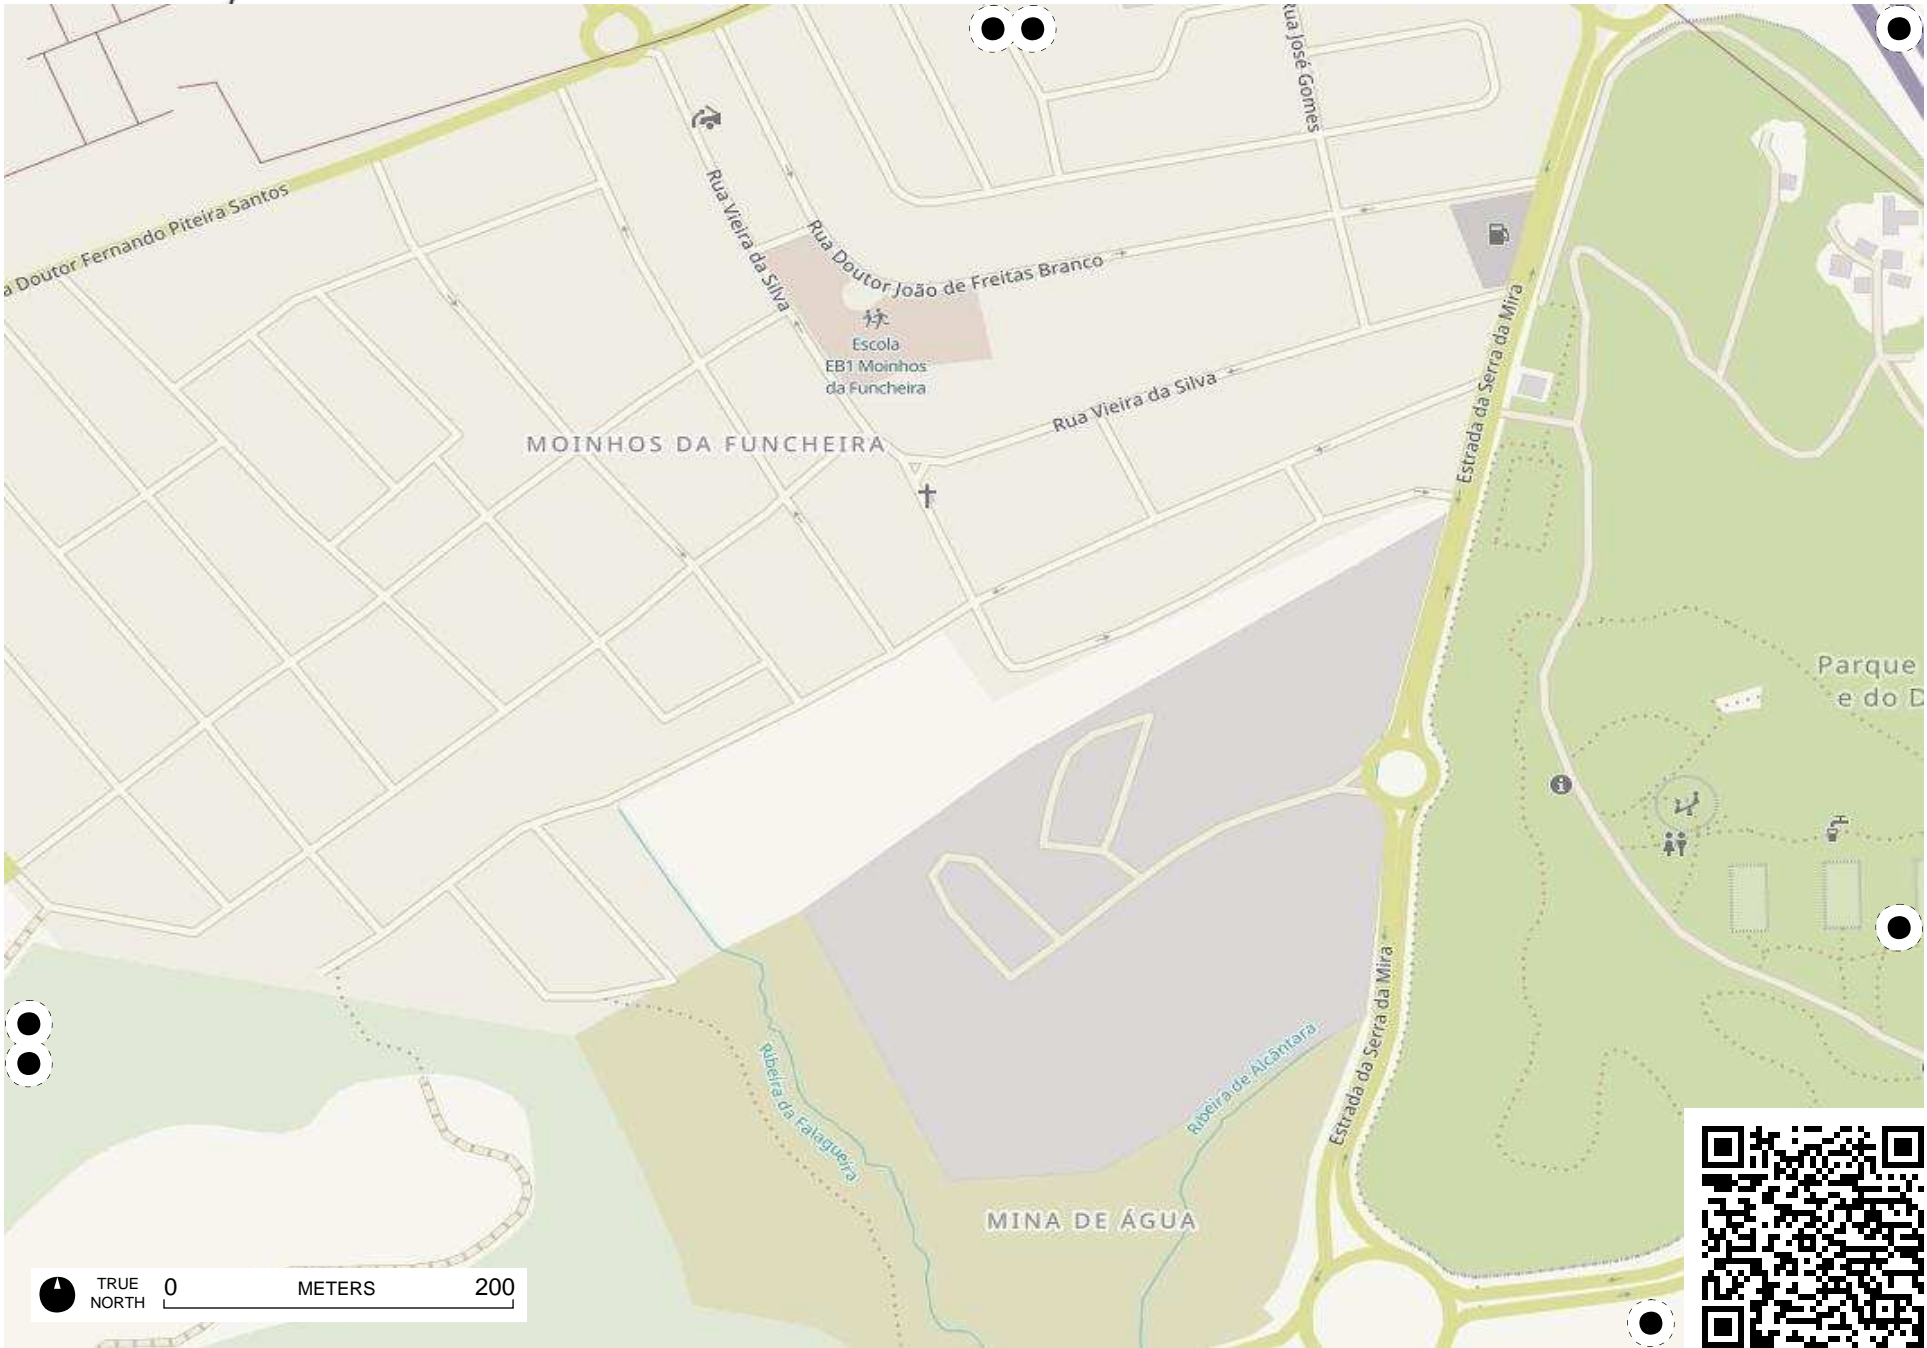 Rua José Gomes
a Doutor Fernando Piteira Santos
Rua Vieira da Silva
Rua Doutor João de Freitas Branco
Escola
EB1 Moinhos
da Funcheira
Estrada da Serra da Mira
Rua Vieira da Silva
MOINHOS DA FUNCHEIRA
Parque
e do D
Estrada da Serra da Mira
Ribeira da Falagueira
Ribeira de Alcântara
MINA DE ÁGUA
TRUE
NORTH
0 METERS 200